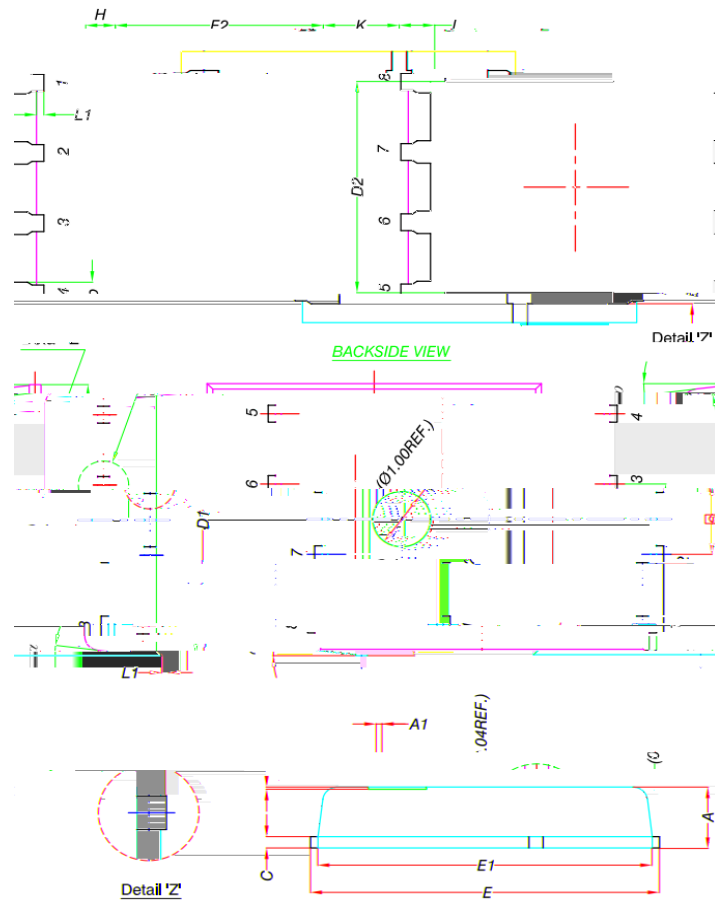 H
E2
K
J
8
1
L1
2
7
D2
3
6
4
5
Detail 'Z'
BACKSIDE VIEW
5
4
(Ø1.00REF.)
6
3
D1
7
L1
A1
.04REF.)
A
E1
C
E
Detail 'Z'